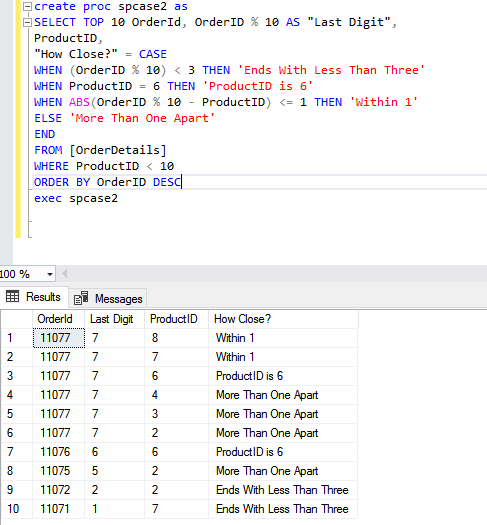 create proc spcase2 as
SELECT TOP 10 OrderId, OrderID % 10 AS "Last Digit",
ProductID,
"How Close?" = CASE
WHEN (OrderID % 10) < 3 THEN 'Ends With Less Than Three'
WHEN ProductID = 6 THEN 'ProductID is 6'
WHEN ABS(OrderID % 10 - ProductID) <= 1 THEN 'Within 1'
ELSE 'More Than One Apart'
END
FROM [OrderDetails]
WHERE ProductID < 10
ORDER BY OrderID DESC
exec spcase2
100 %
Results Messages
OrderId Last Digit ProductID How Close?
1 11077 7 8 Within 1
2 11077 7 7 Within 1
3 11077 7 6 ProductID is 6
4 11077 7 4 More Than One Apart
5 11077 7 3 More Than One Apart
6 11077 7 2 More Than One Apart
7 11076 6 6 ProductID is 6
8 11075 5 2 More Than One Apart
9 11072 2 2 Ends With Less Than Three
10 11071 1 7 Ends With Less Than Three